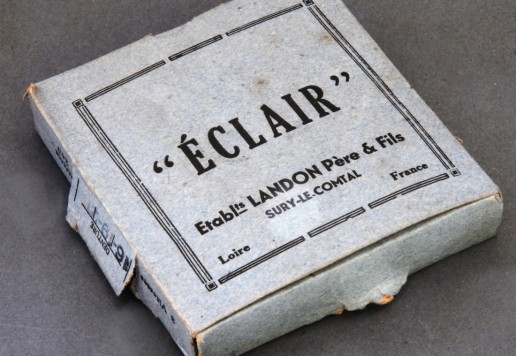 “ÉCLAIR”
Etablts LANDON Père & Fils
SURY-LE-COMTAL
Loire France